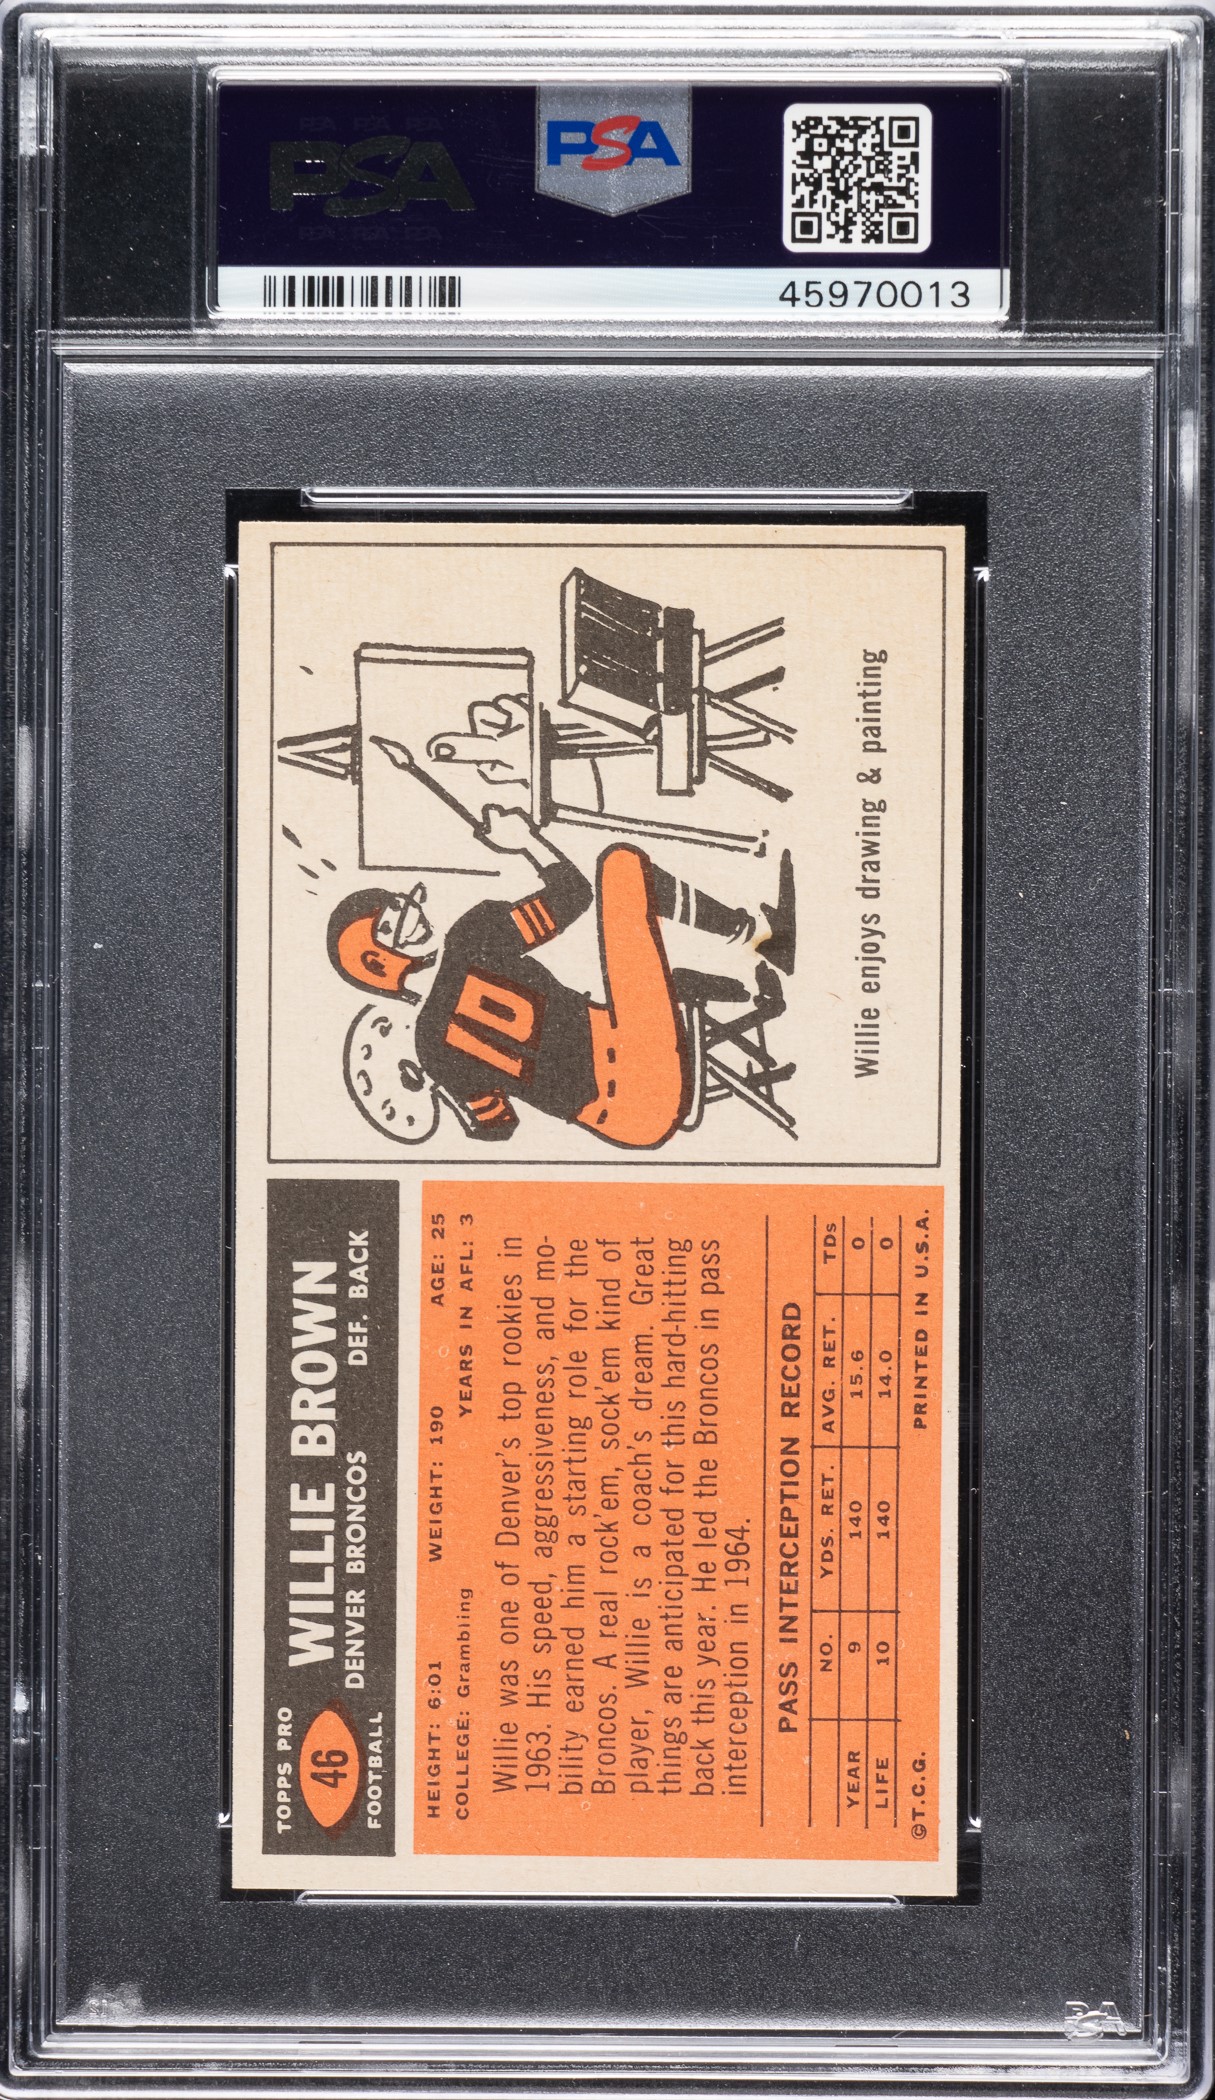 PSA
PSA
45970013
TOPPS PRO
46
FOOTBALL
WILLIE BROWN
DENVER BRONCOS DEF. BACK
HEIGHT: 6:01 WEIGHT: 190 AGE: 25
COLLEGE: Grambling YEARS IN AFL: 3
Willie was one of Denver's top rookies in
1963. His speed, aggressiveness, and mo-
bility earned him a starting role for the
Broncos. A real rock'em, sock'em kind of
player, Willie is a coach's dream. Great
things are anticipated for this hard-hitting
back this year. He led the Broncos in pass
interception in 1964.
PASS INTERCEPTION RECORD
NO. YDS. RET. AVG. RET. TDs
YEAR 9 140 15.6 0
LIFE 10 140 14.0 0
©T.C.G. PRINTED IN U.S.A.
10
Willie enjoys drawing & painting
PSA